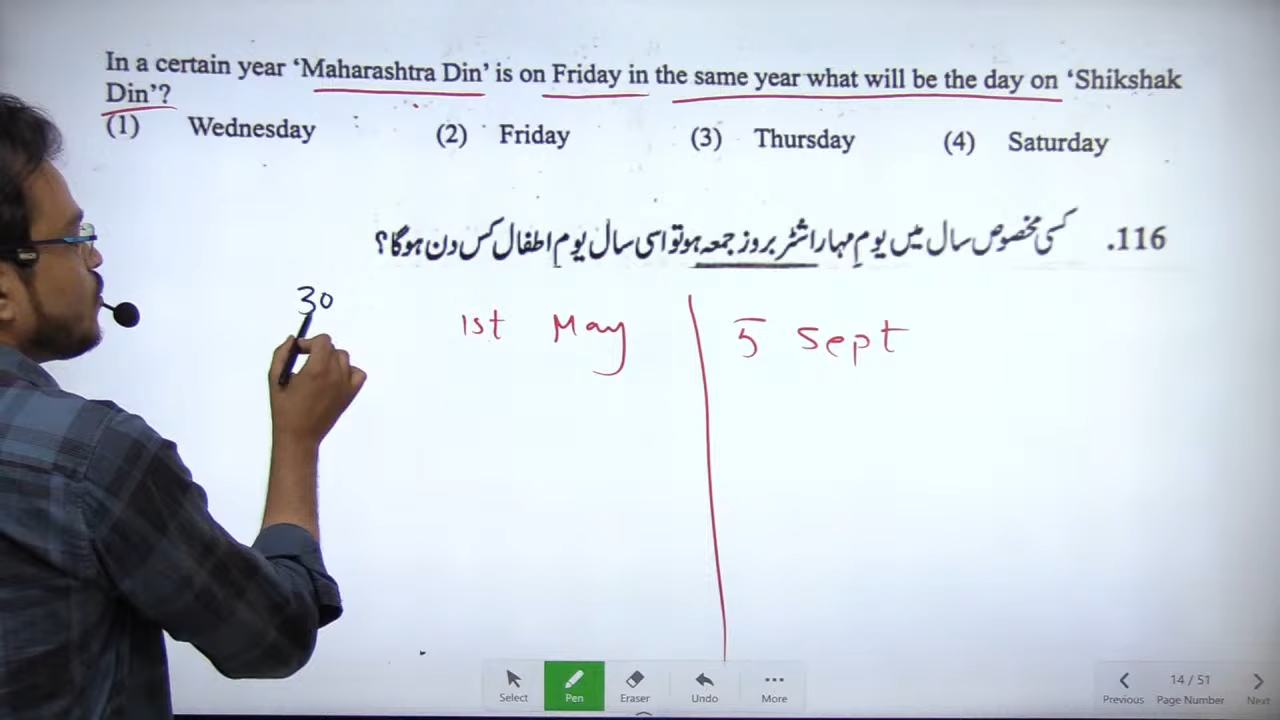 In a certain year ‘Maharashtra Din’ is on Friday in the same year what will be the day on ‘Shikshak
Din’?
(1) Wednesday (2) Friday (3) Thursday (4) Saturday
116. کسی مخصوص سال میں یومِ مہاراشٹر بروز جمعہ ہو تو اسی سال یومِ اطفال کس دن ہوگا؟
30
1st May
5 Sept
Select Pen Eraser Undo More
Previous 14 / 51 Page Number Next